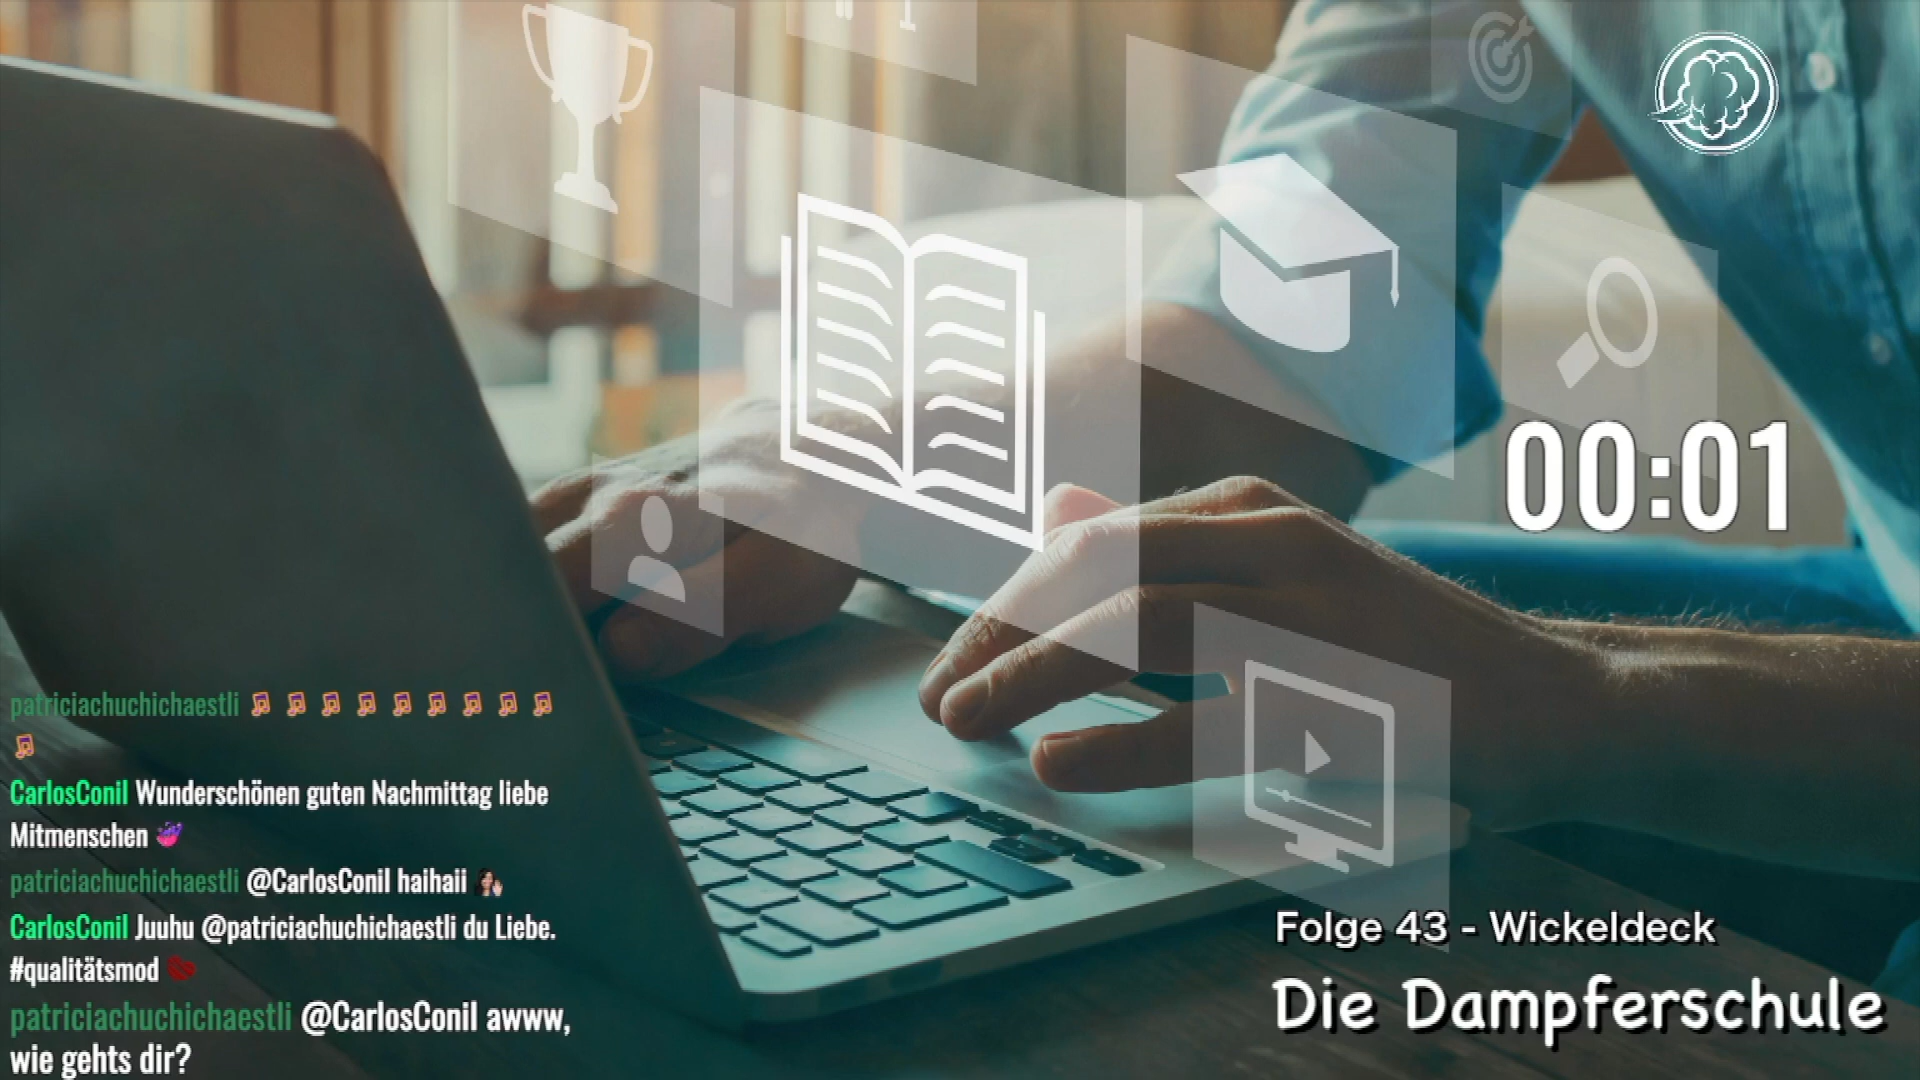 00:01
patriciachuchichaestli
CarlosConil Wunderschönen guten Nachmittag liebe
Mitmenschen
patriciachuchichaestli @CarlosConil haihaii
CarlosConil Juuhu @patriciachuchichaestli du Liebe.
#qualitätsmod
patriciachuchichaestli @CarlosConil awww,
wie gehts dir?
Folge 43 - Wickeldeck
Die Dampferschule